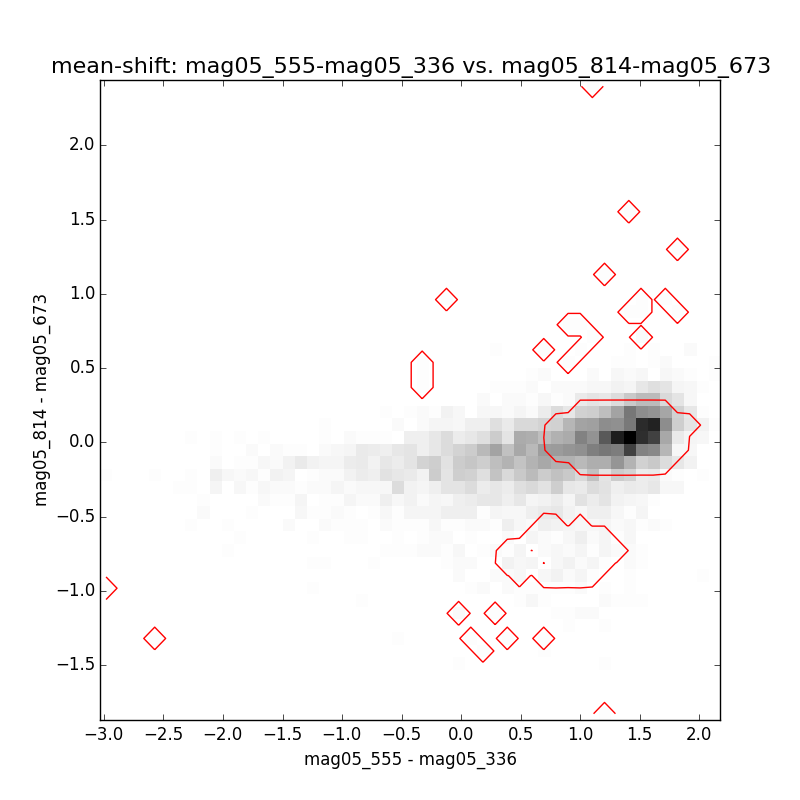 mean-shift: mag05_555-mag05_336 vs. mag05_814-mag05_673
2.0
1.5
1.0
0.5
0.0
−0.5
−1.0
−1.5
mag05_814 - mag05_673
−3.0 −2.5 −2.0 −1.5 −1.0 −0.5 0.0 0.5 1.0 1.5 2.0
mag05_555 - mag05_336